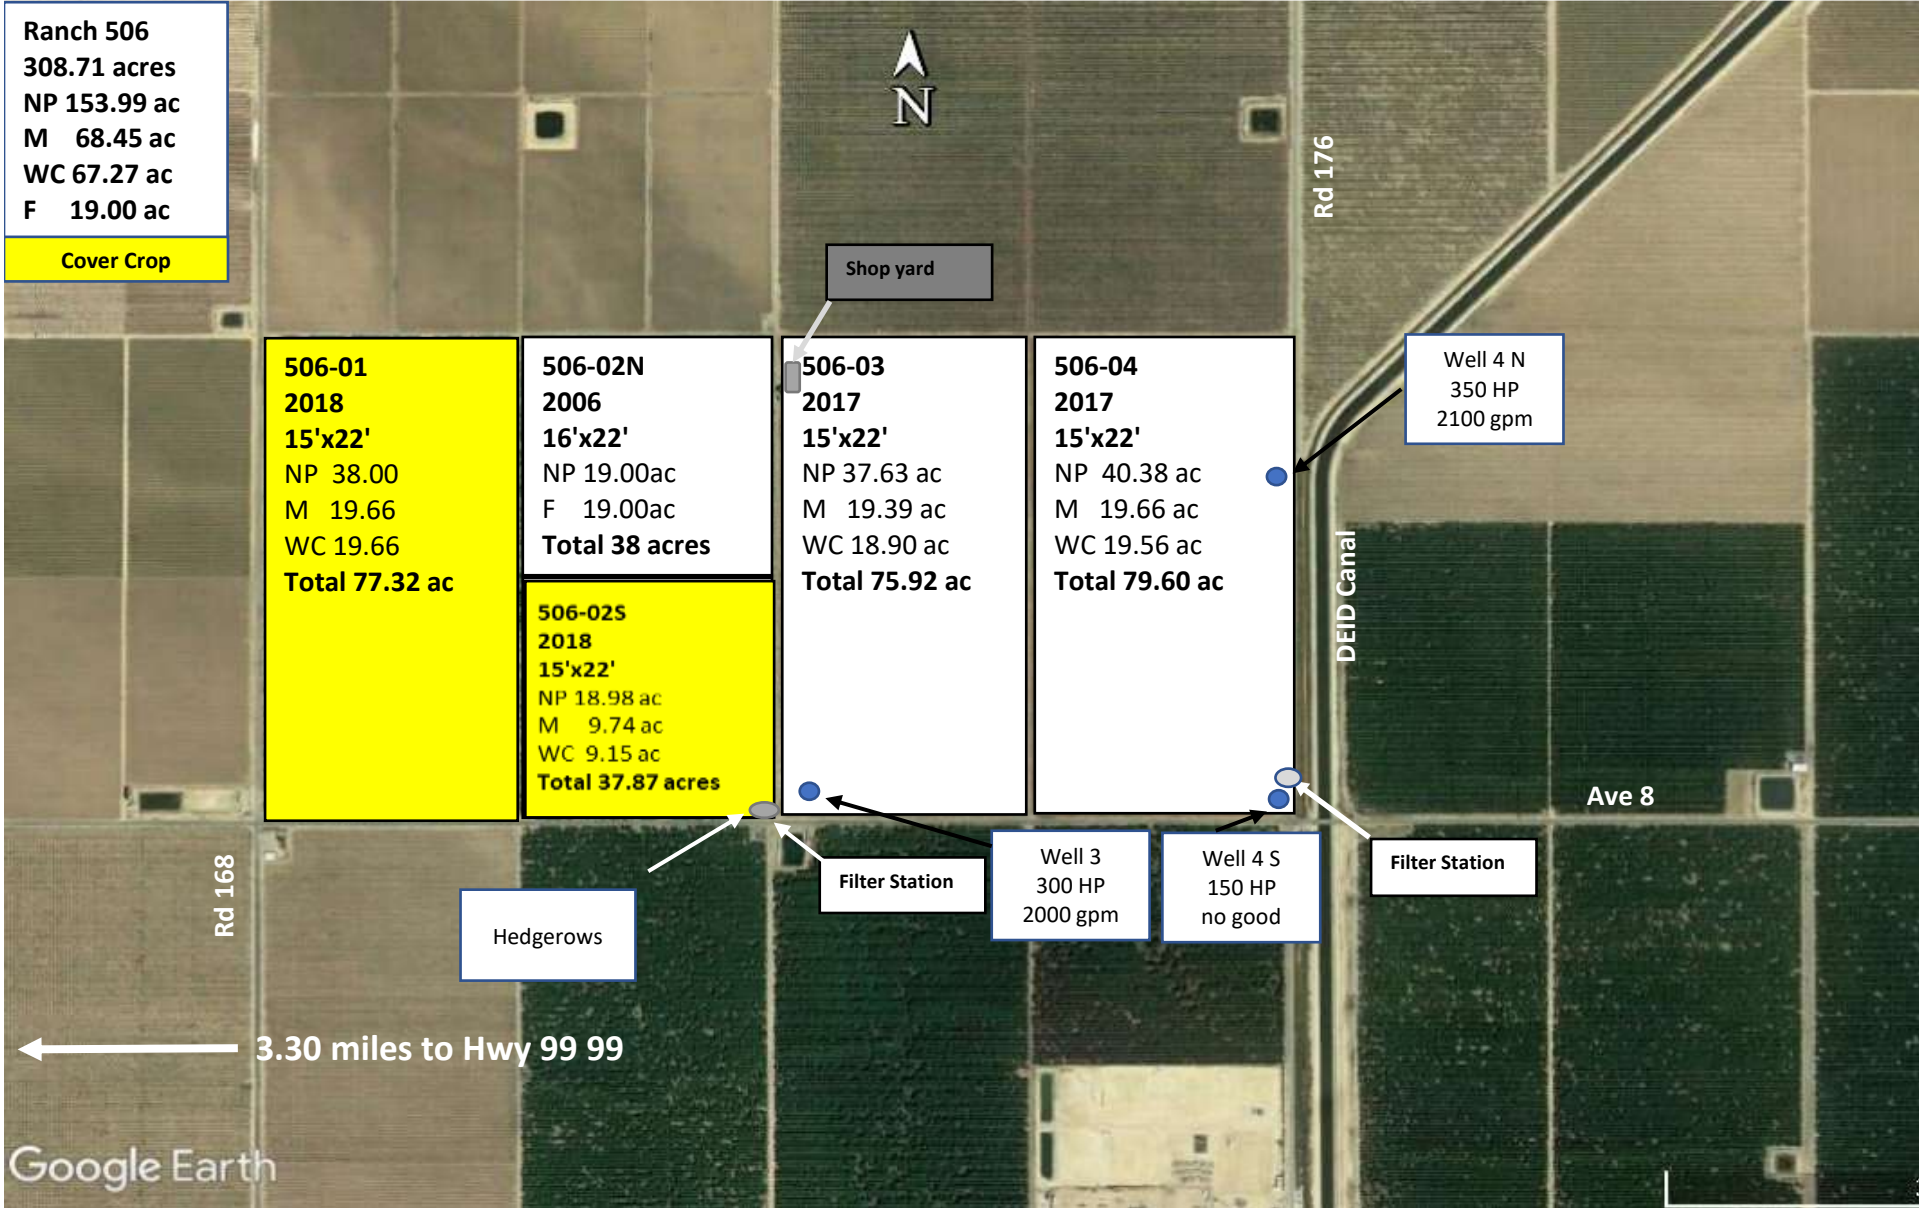 Ranch 506
308.71 acres
NP 153.99 ac
M 68.45 ac
WC 67.27 ac
F 19.00 ac
Cover Crop
N
Rd 176
Shop yard
506-01
2018
15'x22'
NP 38.00
M 19.66
WC 19.66
Total 77.32 ac
506-02N
2006
16'x22'
NP 19.00ac
F 19.00ac
Total 38 acres
506-02S
2018
15'x22'
NP 18.98 ac
M 9.74 ac
WC 9.15 ac
Total 37.87 acres
506-03
2017
15'x22'
NP 37.63 ac
M 19.39 ac
WC 18.90 ac
Total 75.92 ac
506-04
2017
15'x22'
NP 40.38 ac
M 19.66 ac
WC 19.56 ac
Total 79.60 ac
Well 4 N
350 HP
2100 gpm
DEID Canal
Ave 8
Rd 168
Hedgerows
Filter Station
Well 3
300 HP
2000 gpm
Well 4 S
150 HP
no good
Filter Station
3.30 miles to Hwy 99 99
Google Earth